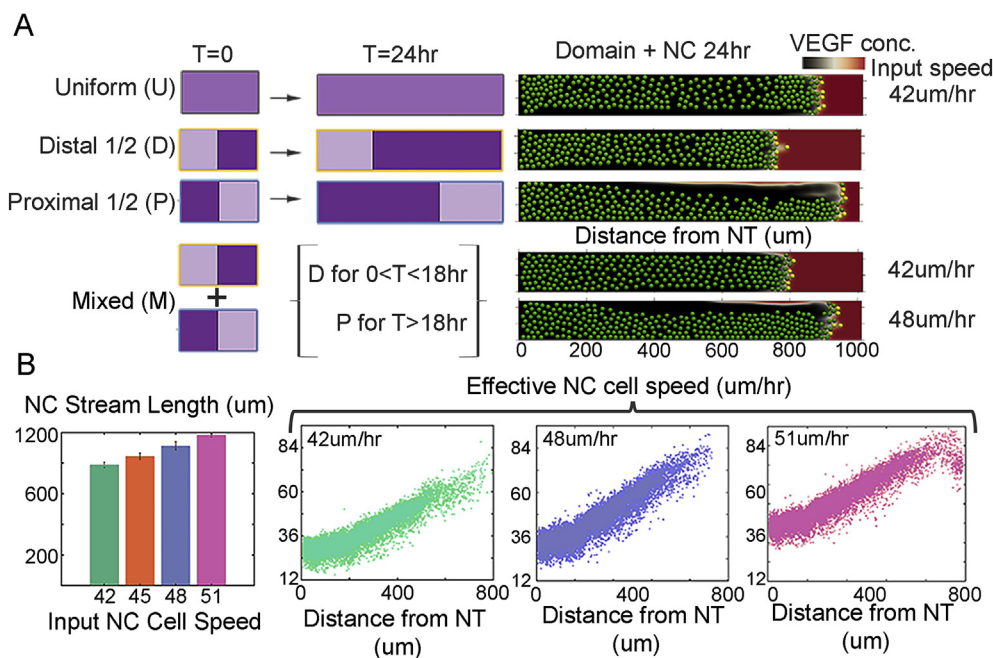 A
T=0
T=24hr
Domain + NC 24hr
VEGF conc.
Input speed
Uniform (U)
42um/hr
Distal 1/2 (D)
Proximal 1/2 (P)
Distance from NT (um)
Mixed (M)
+
D for 0<T<18hr
P for T>18hr
42um/hr
48um/hr
0 200 400 600 800 1000
B
Effective NC cell speed (um/hr)
NC Stream Length (um)
1200
600
200
42 45 48 51
Input NC Cell Speed
42um/hr
84
60
36
12
0 400 800
Distance from NT
(um)
48um/hr
84
60
36
12
0 400 800
Distance from NT
(um)
51um/hr
84
60
36
12
0 400 800
Distance from NT
(um)